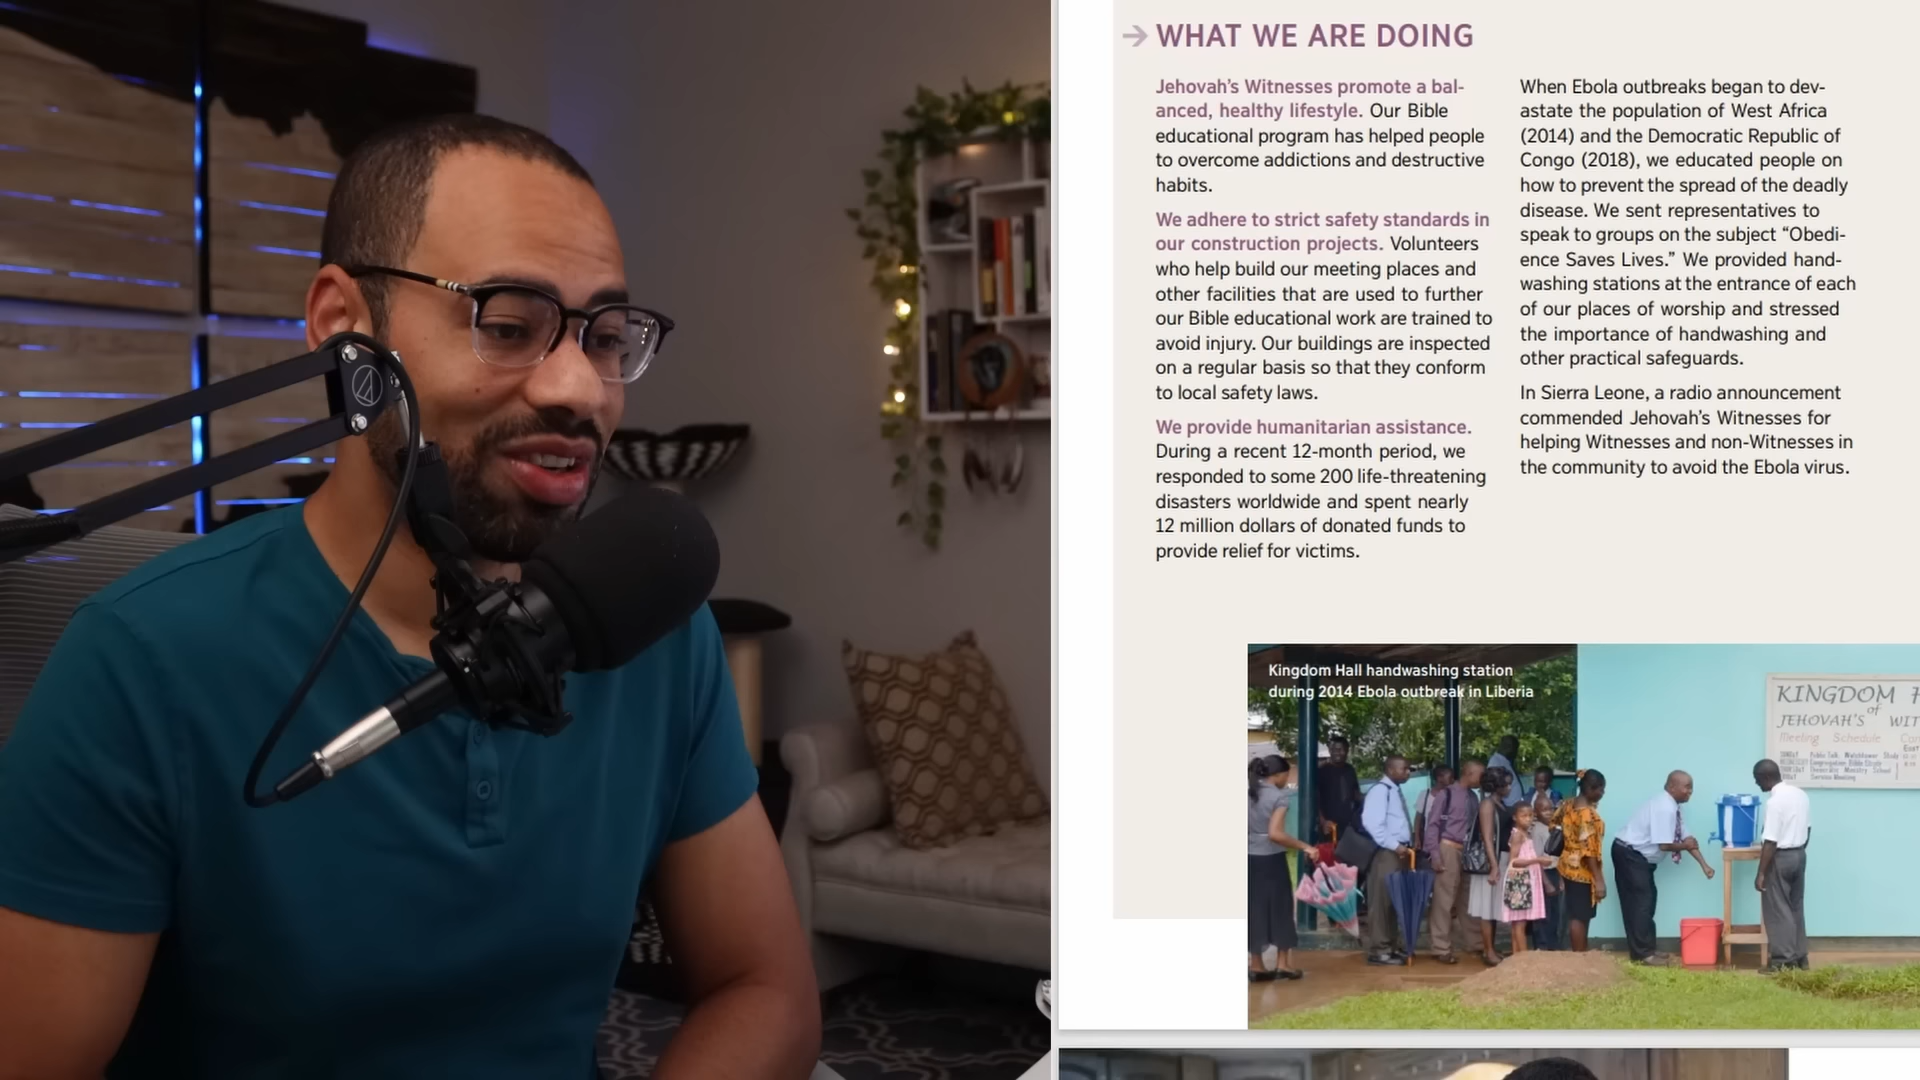 WHAT WE ARE DOING
Jehovah’s Witnesses promote a bal-
anced, healthy lifestyle. Our Bible
educational program has helped people
to overcome addictions and destructive
habits.
We adhere to strict safety standards in
our construction projects. Volunteers
who help build our meeting places and
other facilities that are used to further
our Bible educational work are trained to
avoid injury. Our buildings are inspected
on a regular basis so that they conform
to local safety laws.
We provide humanitarian assistance.
During a recent 12-month period, we
responded to some 200 life-threatening
disasters worldwide and spent nearly
12 million dollars of donated funds to
provide relief for victims.
When Ebola outbreaks began to dev-
astate the population of West Africa
(2014) and the Democratic Republic of
Congo (2018), we educated people on
how to prevent the spread of the deadly
disease. We sent representatives to
speak to groups on the subject “Obedi-
ence Saves Lives.” We provided hand-
washing stations at the entrance of each
of our places of worship and stressed
the importance of handwashing and
other practical safeguards.
In Sierra Leone, a radio announcement
commended Jehovah’s Witnesses for
helping Witnesses and non-Witnesses in
the community to avoid the Ebola virus.
Kingdom Hall handwashing station
during 2014 Ebola outbreak in Liberia
KINGDOM
of
JEHOVAH’S WIT
Meeting Schedule